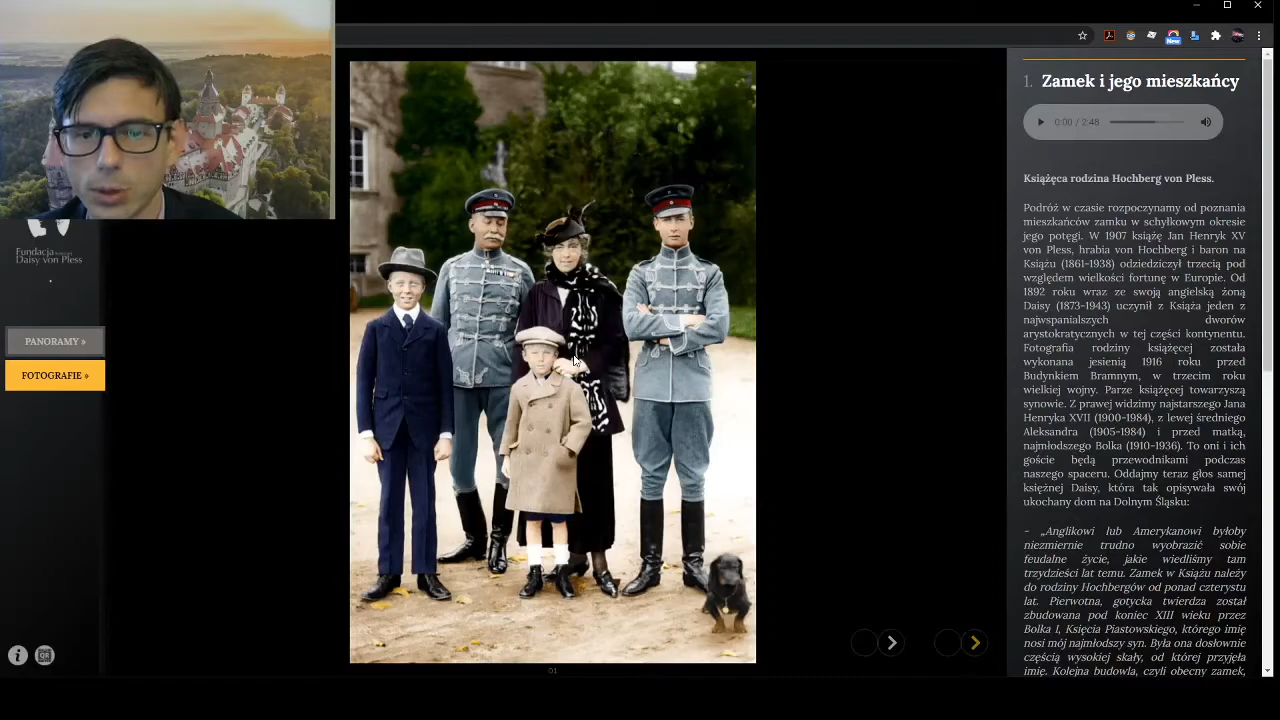 New
1. Zamek i jego mieszkańcy
0:00 / 2:48
Książęca rodzina Hochberg von Pless.
Podróż w czasie rozpoczynamy od poznania
mieszkańców zamku w schyłkowym okresie
jego potęgi. W 1907 książę Jan Henryk XV
von Pless, hrabia von Hochberg i baron na
Książu (1861-1938) odziedziczył trzecią pod
względem wielkości fortunę w Europie. Od
1892 roku wraz ze swoją angielską żoną
Daisy (1873-1943) uczynił z Książa jeden z
najwspanialszych dworów
arystokratycznych w tej części kontynentu.
Fotografia rodziny książęcej została
wykonana jesienią 1916 roku przed
Budynkiem Bramnym, w trzecim roku
wielkiej wojny. Parze książęcej towarzyszą
synowie. Z prawej widzimy najstarszego Jana
Henryka XVII (1900-1984), z lewej średniego
Aleksandra (1905-1984) i przed matką,
najmłodszego Bolka (1910-1936). To oni i ich
goście będą przewodnikami podczas
naszego spaceru. Oddajmy teraz głos samej
księżnej Daisy, która tak opisywała swój
ukochany dom na Dolnym Śląsku:
- „Anglikowi lub Amerykanowi byłoby
niezmiernie trudno wyobrazić sobie
feudalne życie, jakie wiedliśmy tam
trzydzieści lat temu. Zamek w Książu należy
do rodziny Hochbergów od ponad czterystu
lat. Pierwotna, gotycka twierdza został
zbudowana pod koniec XIII wieku przez
Bolka I, Księcia Piastowskiego, którego imię
nosi mój najmłodszy syn. Była ona dosłownie
częścią wysokiej skały, od której przyjęła
imię. Kolejna budowla, czyli obecny zamek,
Fundacja
Daisy von Pless
PANORAMY »
FOTOGRAFIE »
i
QR
01